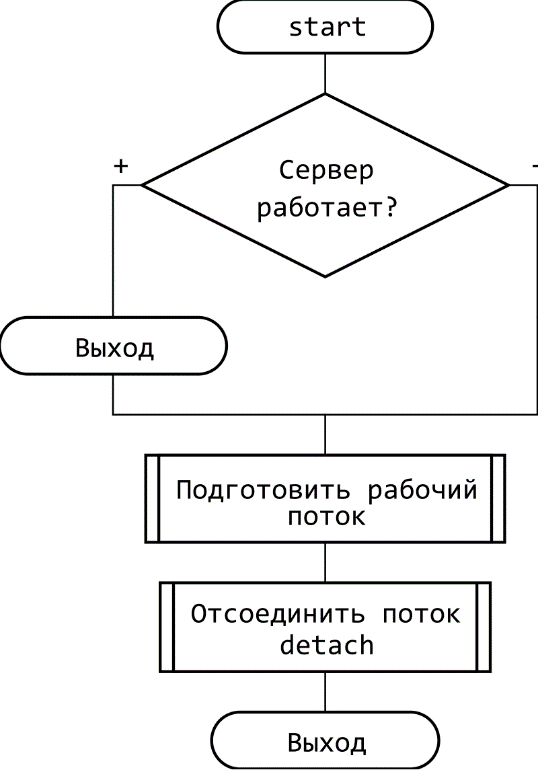 start
Сервер
работает?
+
-
Выход
Подготовить рабочий
поток
Отсоединить поток
detach
Выход